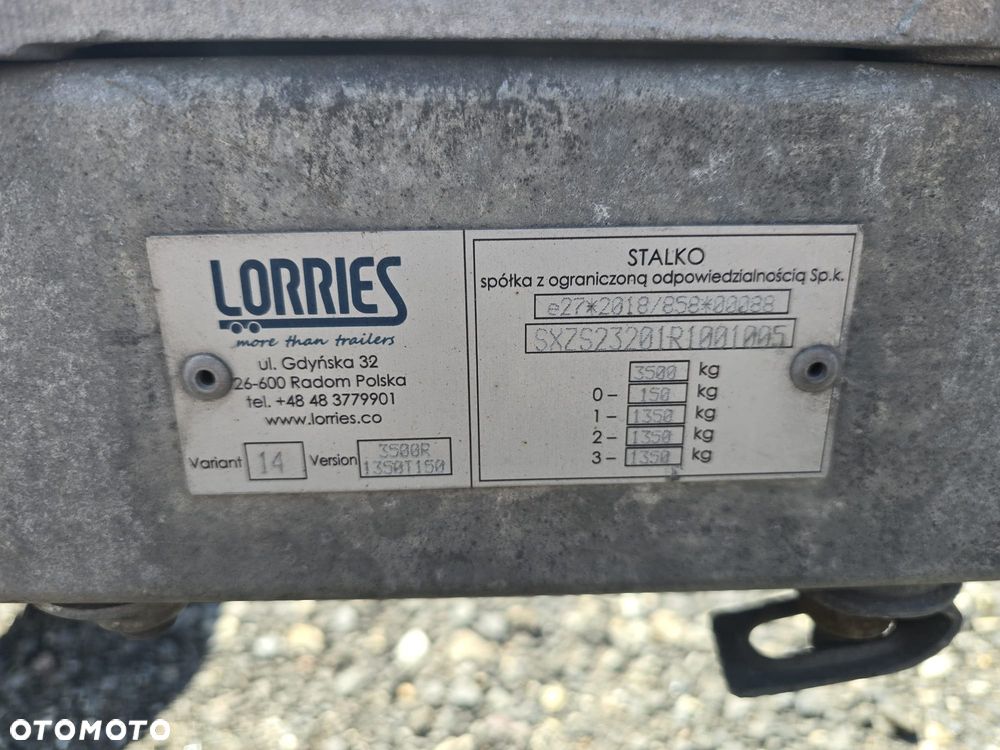 LORRIES
more than trailers
ul. Gdyńska 32
26-600 Radom Polska
tel. +48 48 3779901
www.lorries.co
Variant 14 Version 3500R
1350T150
STALKO
spółka z ograniczoną odpowiedzialnością Sp.k.
e27*2018/858*00088
SXZS23201R1001005
3500 kg
0 – 150 kg
1 – 1350 kg
2 – 1350 kg
3 – 1350 kg
OTOMOTO